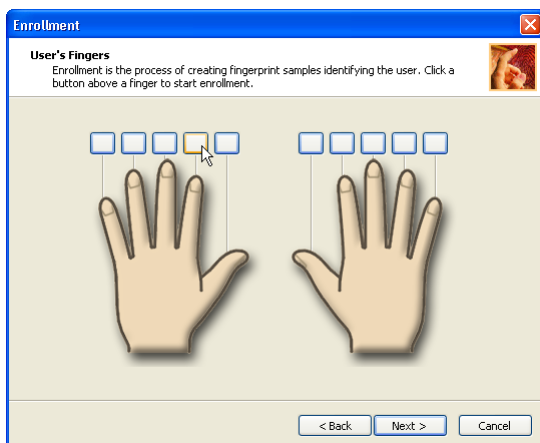 Enrollment
User's Fingers
Enrollment is the process of creating fingerprint samples identifying the user. Click a
button above a finger to start enrollment.
< Back
Next >
Cancel